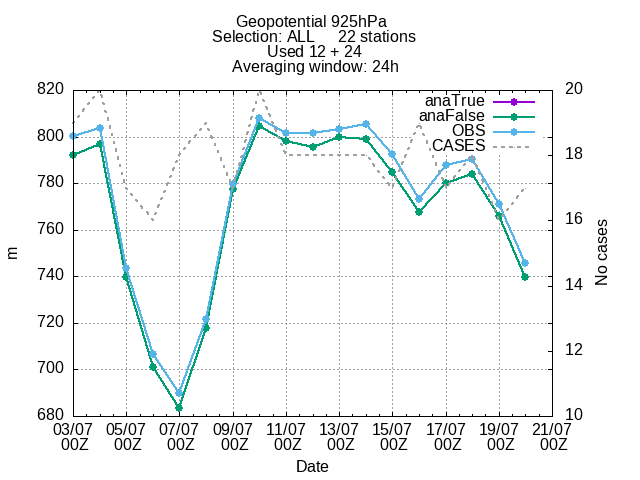 Geopotential 925hPa
Selection: ALL 22 stations
Used 12 + 24
Averaging window: 24h
820
800
780
760
740
720
700
680
m
20
18
16
14
12
10
No cases
anaTrue
anaFalse
OBS
CASES
03/07 05/07 07/07 09/07 11/07 13/07 15/07 17/07 19/07 21/07
00Z 00Z 00Z 00Z 00Z 00Z 00Z 00Z 00Z 00Z
Date